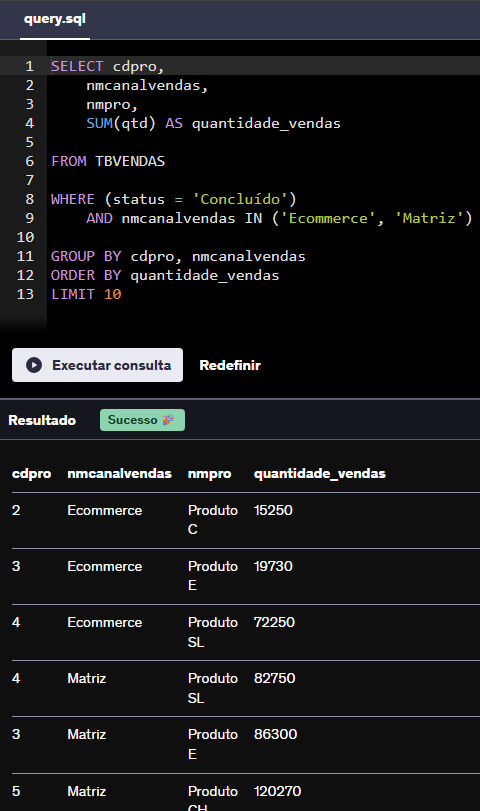 query.sql
1 SELECT cdpro,
2 nmcanalvendas,
3 nmpro,
4 SUM(qtd) AS quantidade_vendas
5
6 FROM TBVENDAS
7
8 WHERE (status = 'Concluído')
9 AND nmcanalvendas IN ('Ecommerce', 'Matriz')
10
11 GROUP BY cdpro, nmcanalvendas
12 ORDER BY quantidade_vendas
13 LIMIT 10
Executar consulta Redefinir
Resultado Sucesso 🎉
cdpro nmcanalvendas nmpro quantidade_vendas
2 Ecommerce Produto 15250
C
3 Ecommerce Produto 19730
E
4 Ecommerce Produto 72250
SL
4 Matriz Produto 82750
SL
3 Matriz Produto 86300
E
5 Matriz Produto 120270
CH